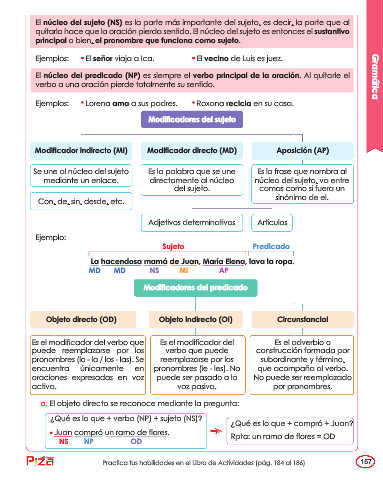 El núcleo del sujeto (NS) es la parte más importante del sujeto, es decir, la parte que al
quitarla hace que la oración pierda sentido. El núcleo del sujeto es entonces el sustantivo
principal o bien, el pronombre que funciona como sujeto.
Ejemplos: • El señor viaja a Ica. • El vecino de Luis es juez.
El núcleo del predicado (NP) es siempre el verbo principal de la oración. Al quitarle el
verbo a una oración pierde totalmente su sentido.
Ejemplos: • Lorena ama a sus padres. • Roxana recicla en su casa.
Gramática
Modificadores del sujeto
Modificador indirecto (MI)
Se une al núcleo del sujeto
mediante un enlace.
Con, de, sin, desde, etc.
Modificador directo (MD)
Es la palabra que se une
directamente al núcleo
del sujeto.
Adjetivos determinativos
Artículos
Aposición (AP)
Es la frase que nombra al
núcleo del sujeto, va entre
comas como si fuera un
sinónimo de él.
Ejemplo:
Sujeto Predicado
La hacendosa mamá de Juan, María Elena, lava la ropa.
MD MD NS MI AP
Modificadores del predicado
Objeto directo (OD)
Es el modificador del verbo que
puede reemplazarse por los
pronombres (lo - la / los - las). Se
encuentra únicamente en
oraciones expresadas en voz
activa.
Objeto indirecto (OI)
Es el modificador del
verbo que puede
reemplazarse por los
pronombres (le - les). No
puede ser pasado a la
voz pasiva.
Circunstancial
Es el adverbio o
construcción formada por
subordinante y término,
que acompaña al verbo.
No puede ser reemplazado
por pronombres.
a. El objeto directo se reconoce mediante la pregunta:
¿Qué es lo que + verbo (NP) + sujeto (NS)?
• Juan compró un ramo de flores.
NS NP OD
¿Qué es lo que + compró + Juan?
Rpta: un ramo de flores = OD
Practica tus habilidades en el Libro de Actividades (pág. 184 al 186)
157